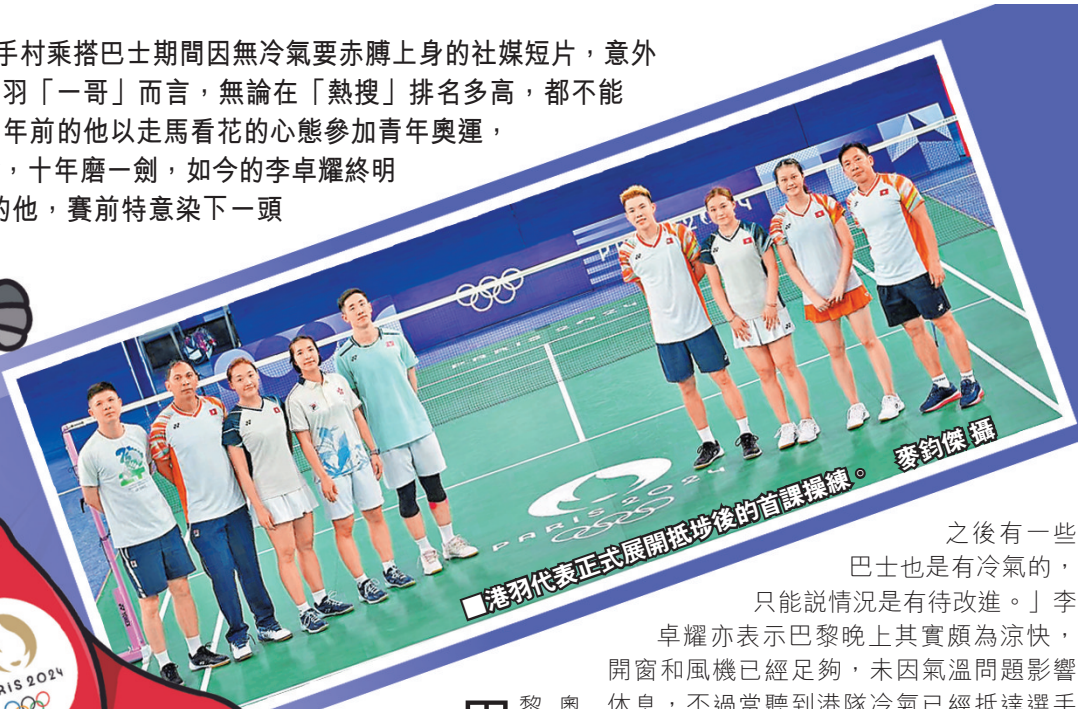 手村乘搭巴士期間因無冷氣要赤膊上身的社媒短片，意外
羽「一哥」而言，無論在「熱搜」排名多高，都不能
年前的他以走馬看花的心態參加青年奧運，
，十年磨一劍，如今的李卓耀終明
的他，賽前特意染下一頭
PARIS 2024
PARIS 2024
■港羽代表正式展開抵埗後的首課操練。 麥鈞傑 攝
之後有一些
巴士也是有冷氣的，
只能説情況是有待改進。」李
卓耀亦表示巴黎晚上其實頗為涼快，
開窗和風機已經足夠，未因氣溫問題影響
休息，不過當聽到港隊冷氣已經抵達選手
黎奧
RIS 2024